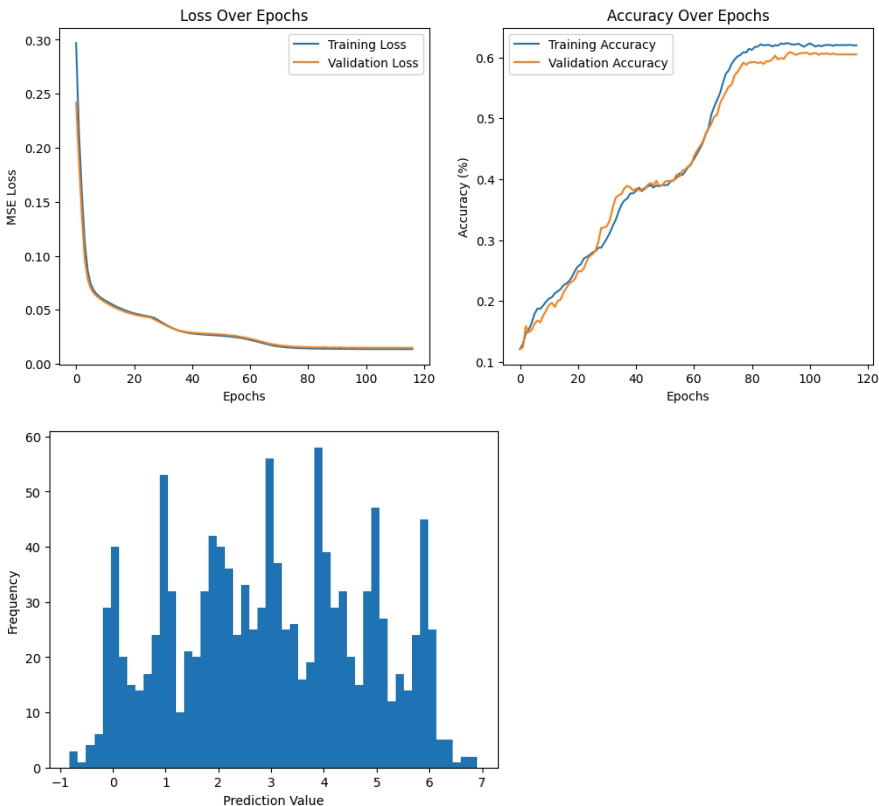 Loss Over Epochs
0.30
0.25
0.20
0.15
0.10
0.05
0.00
MSE Loss
Training Loss
Validation Loss
0 20 40 60 80 100 120
Epochs
Accuracy Over Epochs
0.6
0.5
0.4
0.3
0.2
0.1
Accuracy (%)
Training Accuracy
Validation Accuracy
0 20 40 60 80 100 120
Epochs
60
50
40
30
20
10
0
Frequency
−1 0 1 2 3 4 5 6 7
Prediction Value